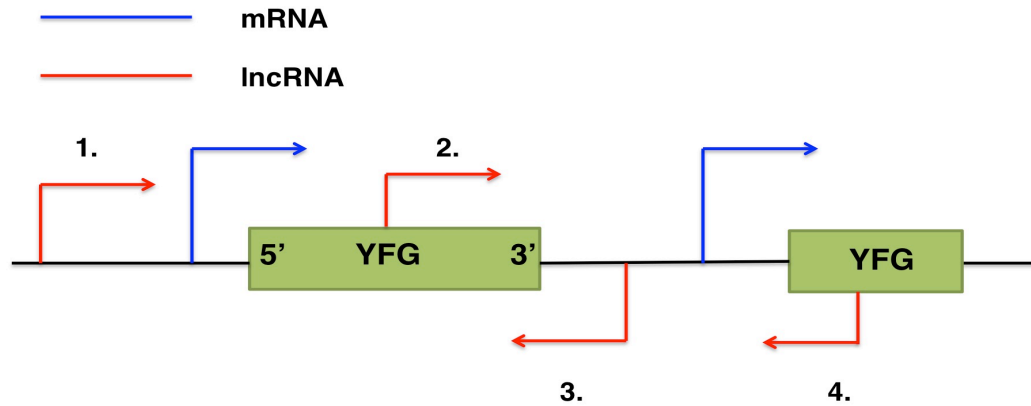 mRNA
lncRNA
1.
2.
5’ YFG 3’
YFG
3.
4.